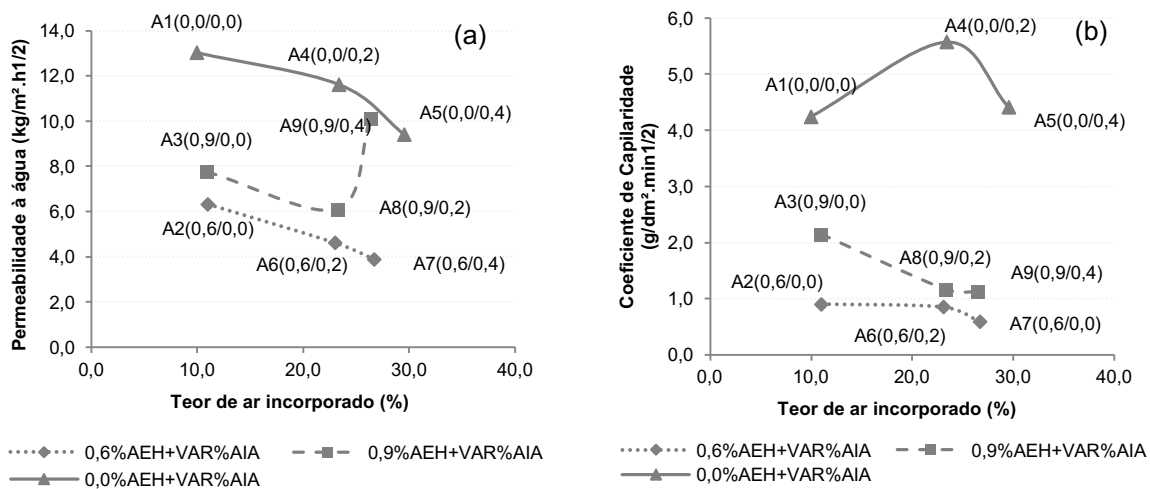 (a)
Permeabilidade à água (kg/m².h1/2)
14,0
12,0
10,0
8,0
6,0
4,0
2,0
0,0
A1(0,0/0,0)
A4(0,0/0,2)
A9(0,9/0,4)
A5(0,0/0,4)
A3(0,9/0,0)
A8(0,9/0,2)
A2(0,6/0,0)
A6(0,6/0,2)
A7(0,6/0,4)
0,0 10,0 20,0 30,0 40,0
Teor de ar incorporado (%)
0,6%AEH+VAR%AIA
0,9%AEH+VAR%AIA
0,0%AEH+VAR%AIA
(b)
Coeficiente de Capilaridade
(g/dm².min1/2)
6,0
5,0
4,0
3,0
2,0
1,0
0,0
A4(0,0/0,2)
A1(0,0/0,0)
A5(0,0/0,4)
A3(0,9/0,0)
A8(0,9/0,2)
A9(0,9/0,4)
A2(0,6/0,0)
A6(0,6/0,2)
A7(0,6/0,0)
0,0 10,0 20,0 30,0 40,0
Teor de ar incorporado (%)
0,6%AEH+VAR%AIA
0,9%AEH+VAR%AIA
0,0%AEH+VAR%AIA